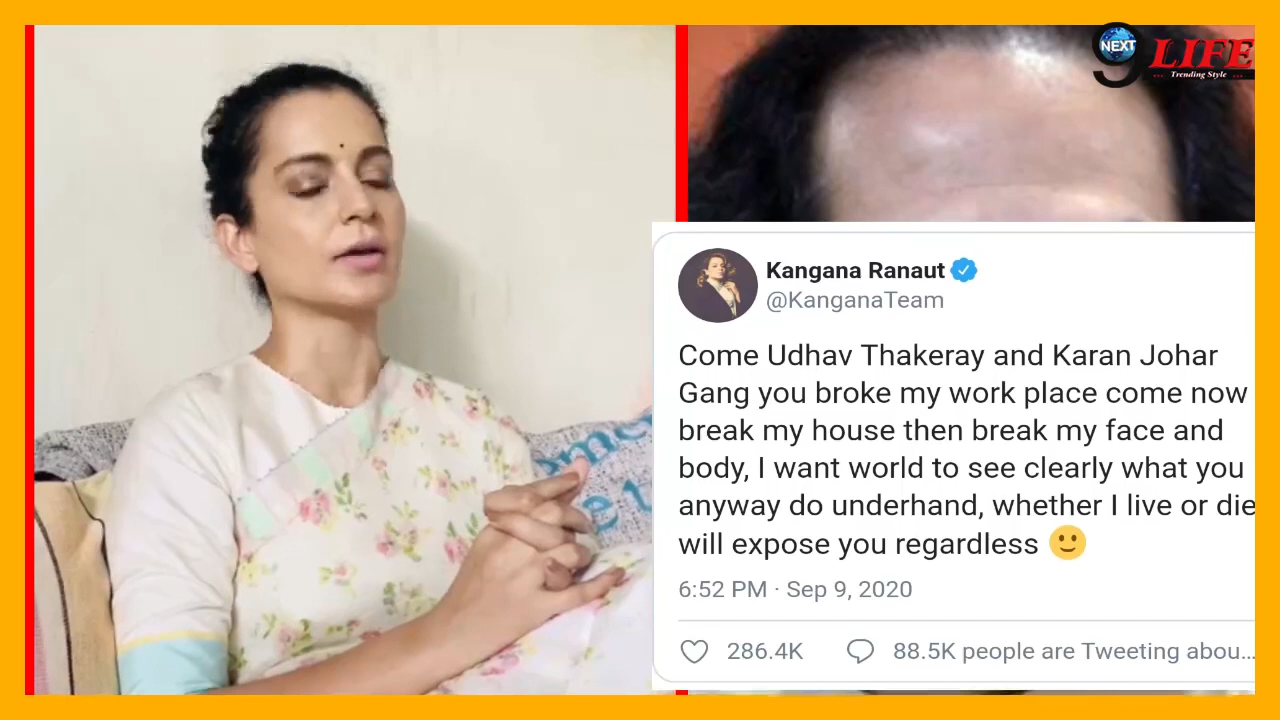 NEXT
9 LIFE
... Trending Style ...
Kangana Ranaut
@KanganaTeam
Come Udhav Thakeray and Karan Johar
Gang you broke my work place come now
break my house then break my face and
body, I want world to see clearly what you
anyway do underhand, whether I live or die
will expose you regardless 🙂
6:52 PM · Sep 9, 2020
286.4K 88.5K people are Tweeting abou...